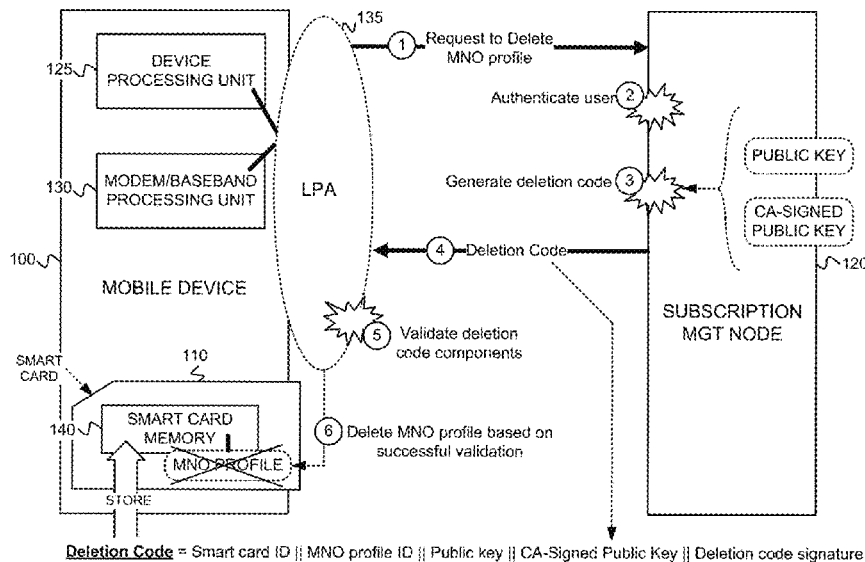 135
1 Request to Delete
MNO profile
125
DEVICE
PROCESSING UNIT
Authenticate user 2
PUBLIC KEY
130
MODEM/BASEBAND
PROCESSING UNIT
LPA
Generate deletion code 3
CA-SIGNED
PUBLIC KEY
100
4 Deletion Code
120
MOBILE DEVICE
SUBSCRIPTION
MGT NODE
5 Validate deletion
code components
SMART
CARD
110
140
SMART CARD
MEMORY
MNO PROFILE
6 Delete MNO profile based on
successful validation
STORE
Deletion Code = Smart card ID || MNO profile ID || Public key || CA-Signed Public Key || Deletion code signature